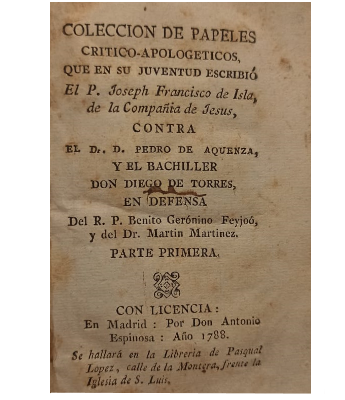 COLECCION DE PAPELES
CRITICO-APOLOGETICOS,
QUE EN SU JUVENTUD ESCRIBIÓ
El P. Joseph Francisco de Isla,
de la Compañia de Jesus,
CONTRA
EL Dr. D. PEDRO DE AQUENZA,
Y EL BACHILLER
DON DIEGO DE TORRES,
EN DEFENSA
Del R. P. Benito Gerónino Feyjoó,
y del Dr. Martin Martinez.
PARTE PRIMERA.
CON LICENCIA:
En Madrid: Por Don Antonio
Espinosa: Año 1788.
Se hallará en la Libreria de Pasqual
Lopez, calle de la Montera, frente la
Iglesia de S. Luis.